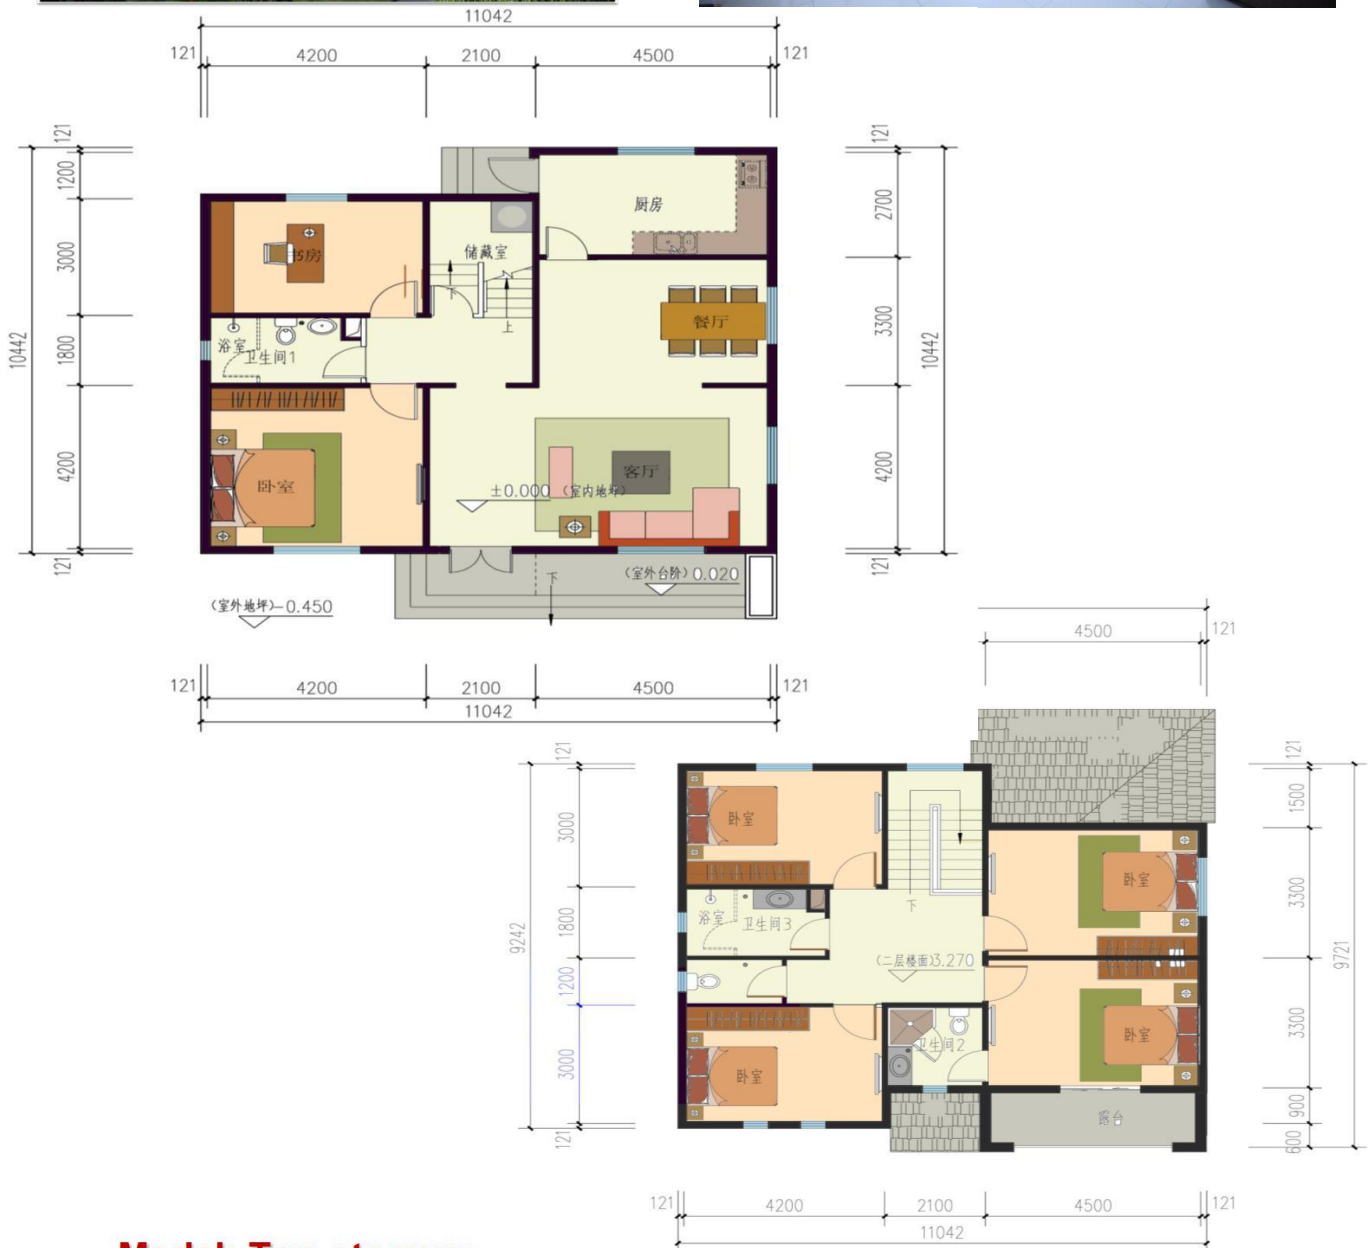 11042
121 4200 2100 4500 121
121
1200
3000
1800
4200
121
10442
121
2700
3300
4200
121
10442
厨房
储藏室
书房
下
上
餐厅
浴室
卫生间1
卧室
客厅
±0.000 (室内地坪)
下
(室外台阶) 0.020
(室外地坪) -0.450
121 4200 2100 4500 121
11042
4500 121
121
3000
1800
1200
3000
121
9242
121
1500
3300
3300
900
600
9721
卧室
卧室
下
浴室
卫生间3
(二层楼面) 3.270
卧室
卫生间2
卧室
露台
121 4200 2100 4500 121
11042